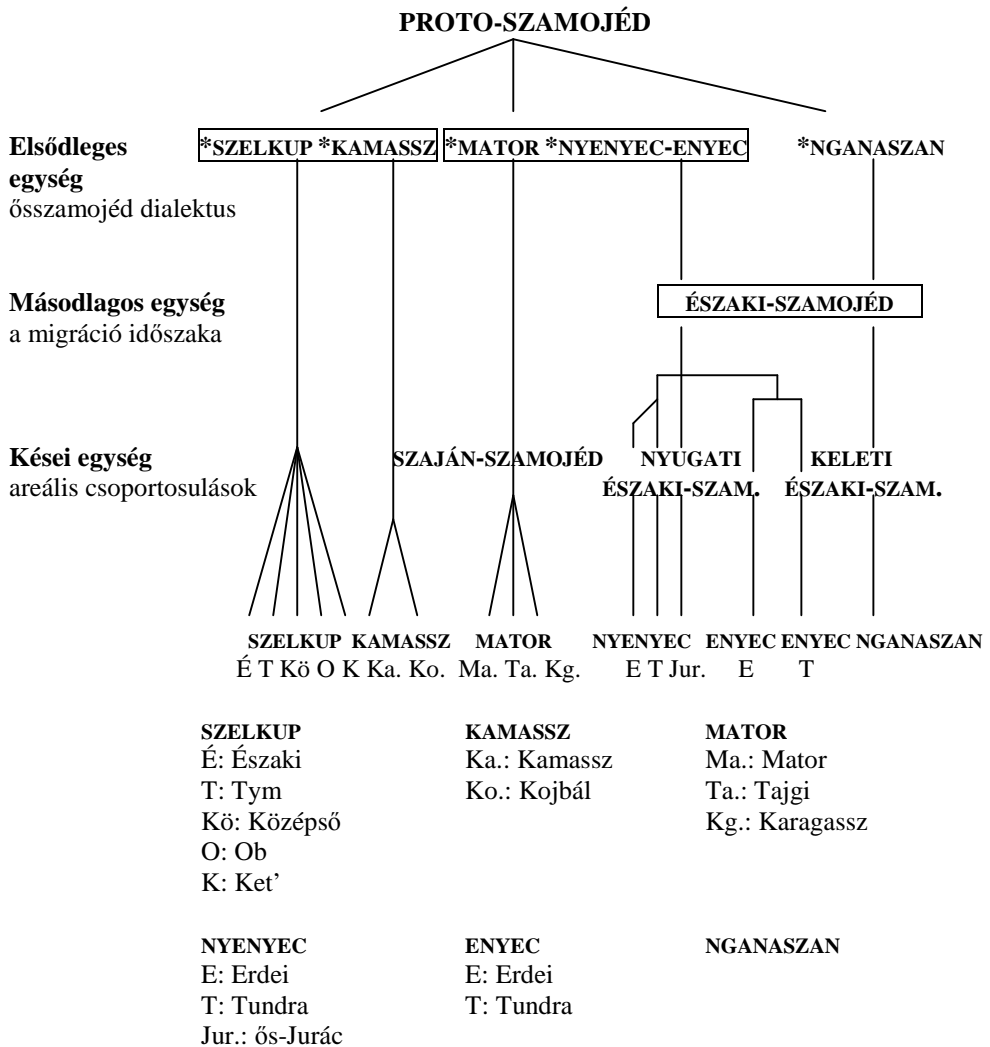 PROTO-SZAMOJÉD
Elsődleges *SZELKUP *KAMASSZ *MATOR *NYENYEC-ENYEC *NGANASZAN
egység
ősszamojéd dialektus
Másodlagos egység ÉSZAKI-SZAMOJÉD
a migráció időszaka
Kései egység SZAJÁN-SZAMOJÉD NYUGATI KELETI
areális csoportosulások ÉSZAKI-SZAM. ÉSZAKI-SZAM.
SZELKUP KAMASSZ MATOR NYENYEC ENYEC ENYEC NGANASZAN
É T Kö O K Ka. Ko. Ma. Ta. Kg. E T Jur. E T
SZELKUP KAMASSZ MATOR
É: Északi Ka.: Kamassz Ma.: Mator
T: Tym Ko.: Kojbál Ta.: Tajgi
Kö: Középső Kg.: Karagassz
O: Ob
K: Ket’
NYENYEC ENYEC NGANASZAN
E: Erdei E: Erdei
T: Tundra T: Tundra
Jur.: ős-Jurác